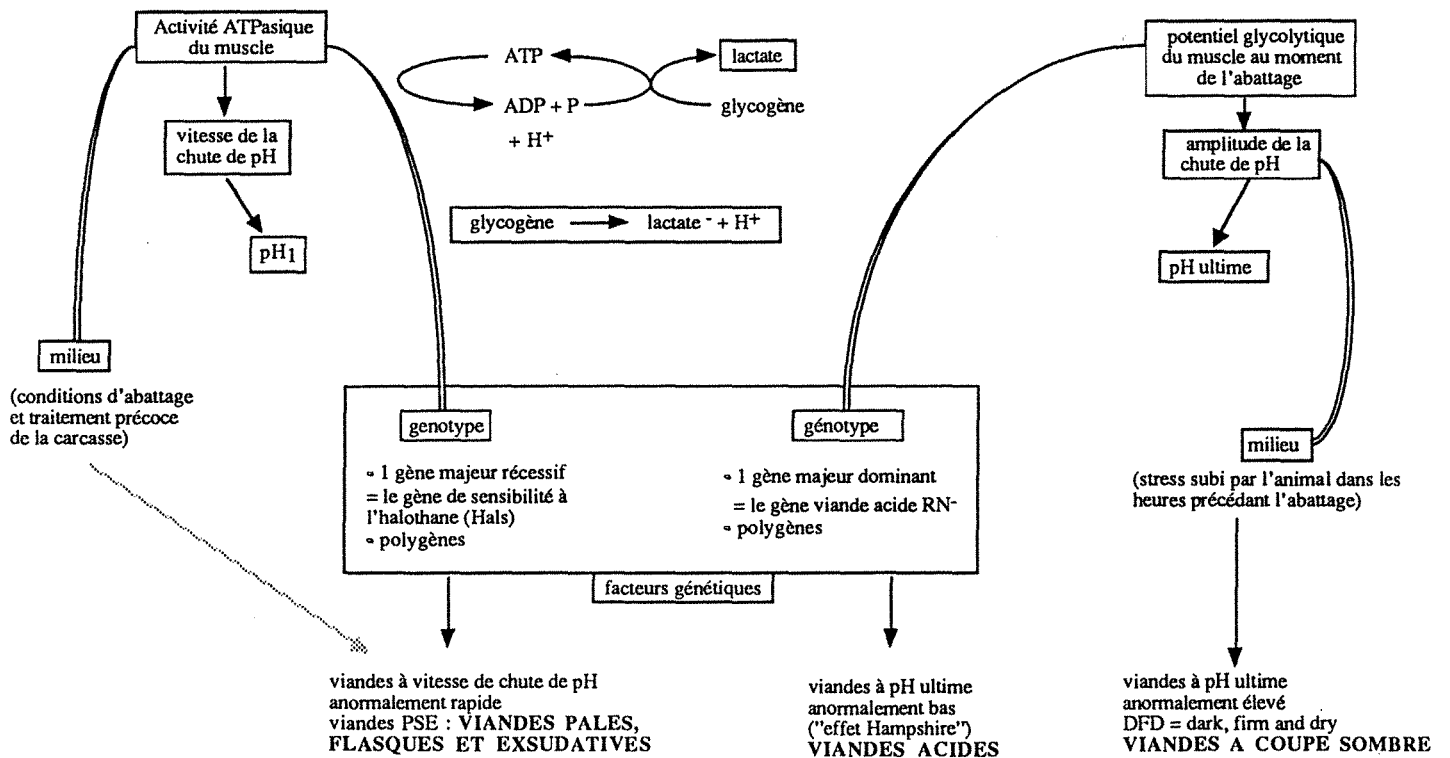 Activité ATPasique
du muscle
vitesse de la
chute de pH
pH1
milieu
(conditions d'abattage
et traitement précoce
de la carcasse)
ATP
lactate
ADP + P
glycogène
+ H+
glycogène
lactate - + H+
potentiel glycolytique
du muscle au moment
de l'abattage
amplitude de la
chute de pH
pH ultime
milieu
(stress subi par l'animal dans les
heures précédant l'abattage)
genotype
- 1 gène majeur récessif
= le gène de sensibilité à
l'halothane (Hals)
- polygènes
génotype
- 1 gène majeur dominant
= le gène viande acide RN-
- polygènes
facteurs génétiques
viandes à vitesse de chute de pH
anormalement rapide
viandes PSE : VIANDES PALES,
FLASQUES ET EXSUDATIVES
viandes à pH ultime
anormalement bas
("effet Hampshire")
VIANDES ACIDES
viandes à pH ultime
anormalement élevé
DFD = dark, firm and dry
VIANDES A COUPE SOMBRE